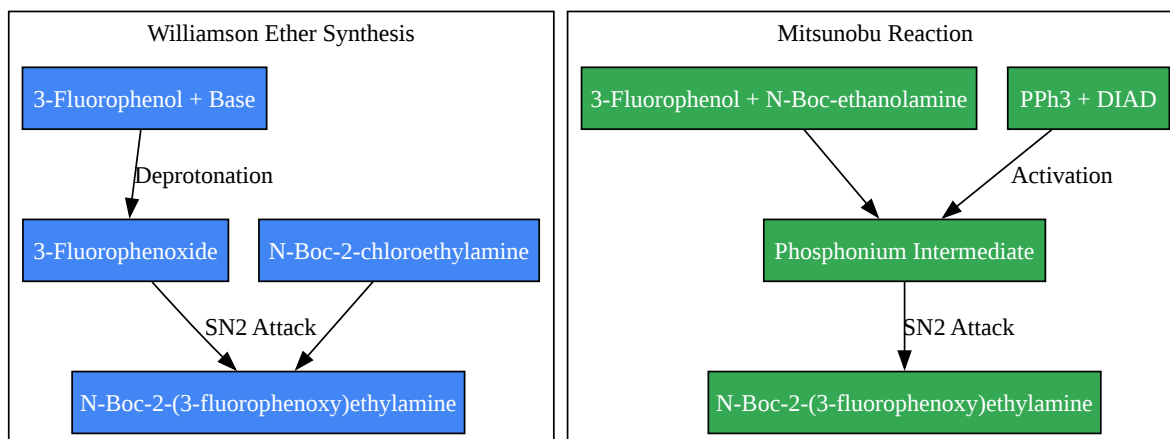 Williamson Ether Synthesis
3-Fluorophenol + Base
Deprotonation
3-Fluorophenoxide
N-Boc-2-chloroethylamine
SN2 Attack
N-Boc-2-(3-fluorophenoxy)ethylamine
Mitsunobu Reaction
3-Fluorophenol + N-Boc-ethanolamine
PPh3 + DIAD
Activation
Phosphonium Intermediate
SN2 Attack
N-Boc-2-(3-fluorophenoxy)ethylamine